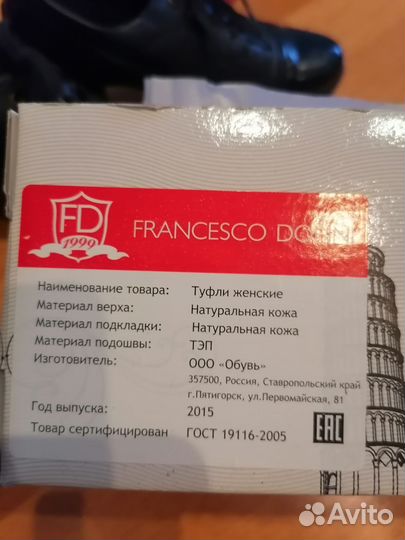 FD
1999
FRANCESCO
Наименование товара: Туфли женские
Материал верха: Натуральная кожа
Материал подкладки: Натуральная кожа
Материал подошвы: ТЭП
Изготовитель: ООО «Обувь»
357500, Россия, Ставропольский край
г.Пятигорск, ул.Первомайская, 81
Год выпуска: 2015
Товар сертифицирован ГОСТ 19116-2005
EAC
Avito